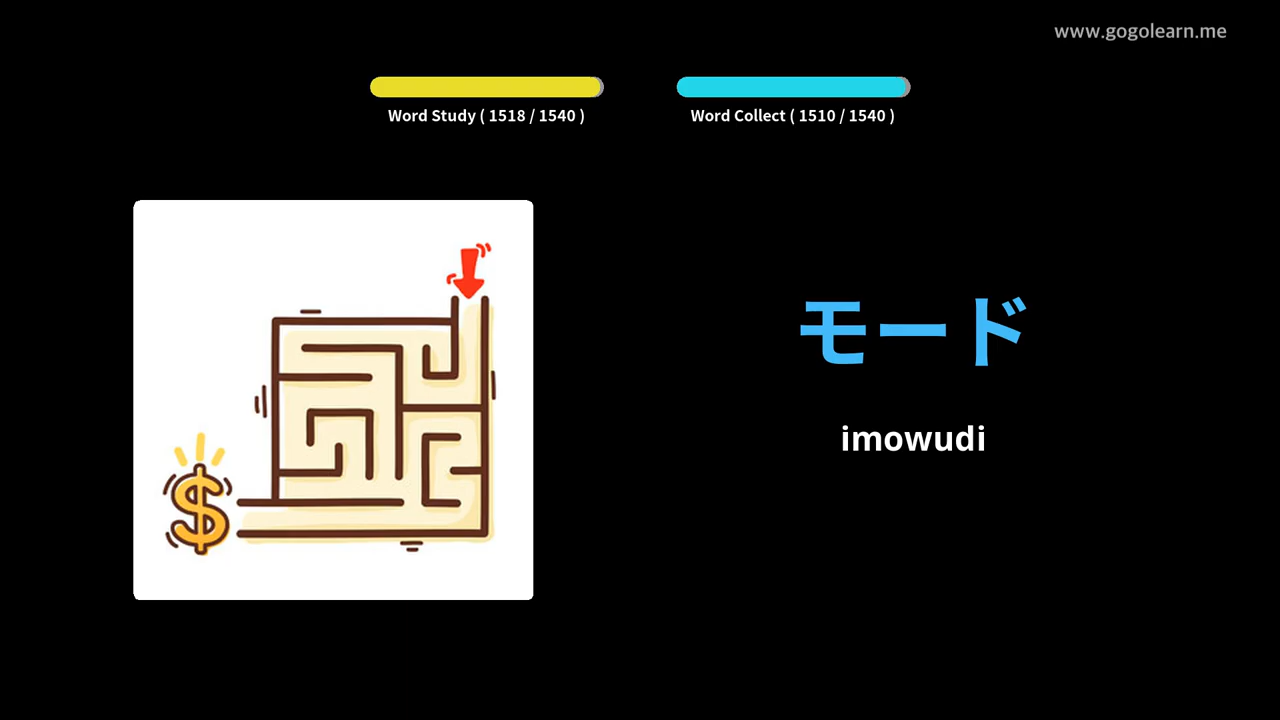 www.gogolearn.me
Word Study ( 1518 / 1540 )
Word Collect ( 1510 / 1540 )
モード
imowudi
$